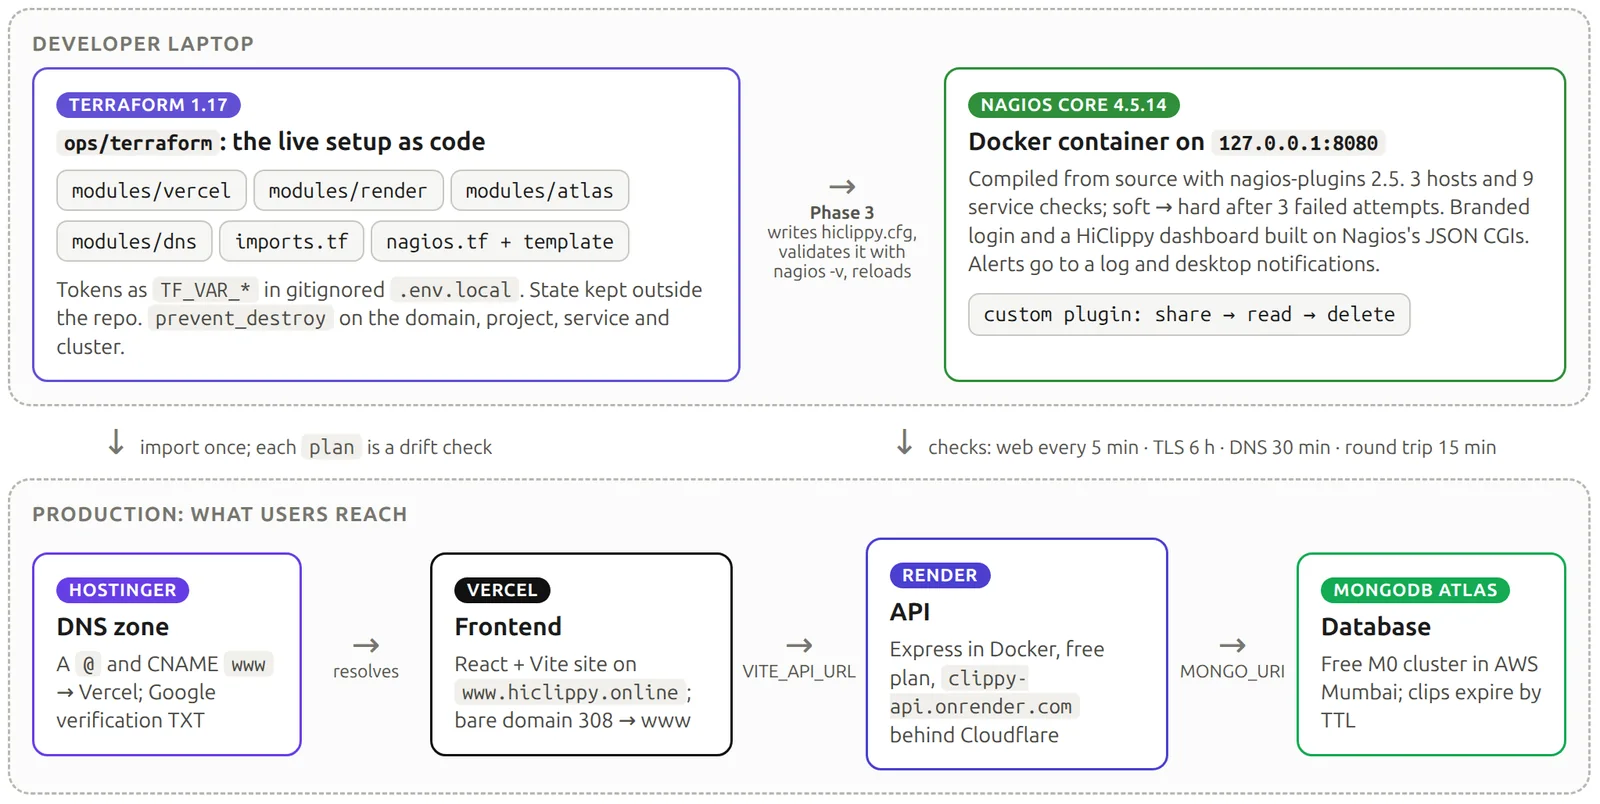 DEVELOPER LAPTOP
TERRAFORM 1.17
ops/terraform: the live setup as code
modules/vercel
modules/render
modules/atlas
modules/dns
imports.tf
nagios.tf + template
Tokens as TF_VAR_* in gitignored .env.local. State kept outside
the repo. prevent_destroy on the domain, project, service and
cluster.
→
Phase 3
writes hiclippy.cfg,
validates it with
nagios -v, reloads
NAGIOS CORE 4.5.14
Docker container on 127.0.0.1:8080
Compiled from source with nagios-plugins 2.5. 3 hosts and 9
service checks; soft → hard after 3 failed attempts. Branded
login and a HiClippy dashboard built on Nagios's JSON CGIs.
Alerts go to a log and desktop notifications.
custom plugin: share → read → delete
↓ import once; each plan is a drift check
↓ checks: web every 5 min · TLS 6 h · DNS 30 min · round trip 15 min
PRODUCTION: WHAT USERS REACH
HOSTINGER
DNS zone
A @ and CNAME www
→ Vercel; Google
verification TXT
→
resolves
VERCEL
Frontend
React + Vite site on
www.hiclippy.online;
bare domain 308 → www
→
VITE_API_URL
RENDER
API
Express in Docker, free
plan, clippy-
api.onrender.com
behind Cloudflare
→
MONGO_URI
MONGODB ATLAS
Database
Free M0 cluster in AWS
Mumbai; clips expire by
TTL